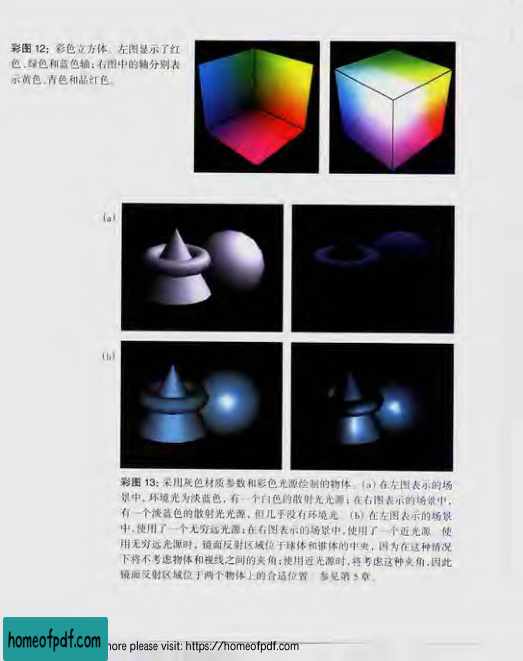 彩图 12：彩色立方体。左图显示了红
色、绿色和蓝色轴；右图中的轴分别表
示黄色、青色和品红色。
(a)
(b)
彩图 13：采用灰色材质参数和彩色光源绘制的物体。(a) 在左图表示的场
景中，环境光为淡蓝色，有一个白色的散射光光源；在右图表示的场景中，
有一个淡蓝色的散射光光源，但几乎没有环境光。(b) 在左图表示的场景
中，使用了一个无穷远光源；在右图表示的场景中，使用了一个近光源。使
用无穷远光源时，镜面反射区域位于球体和锥体的中央，因为在这种情况
下将不考虑物体和视线之间的夹角；使用近光源时，将考虑这种夹角，因此
镜面反射区域位于两个物体上的合适位置。参见第 5 章。
homeofpdf.com
more please visit: https://homeofpdf.com